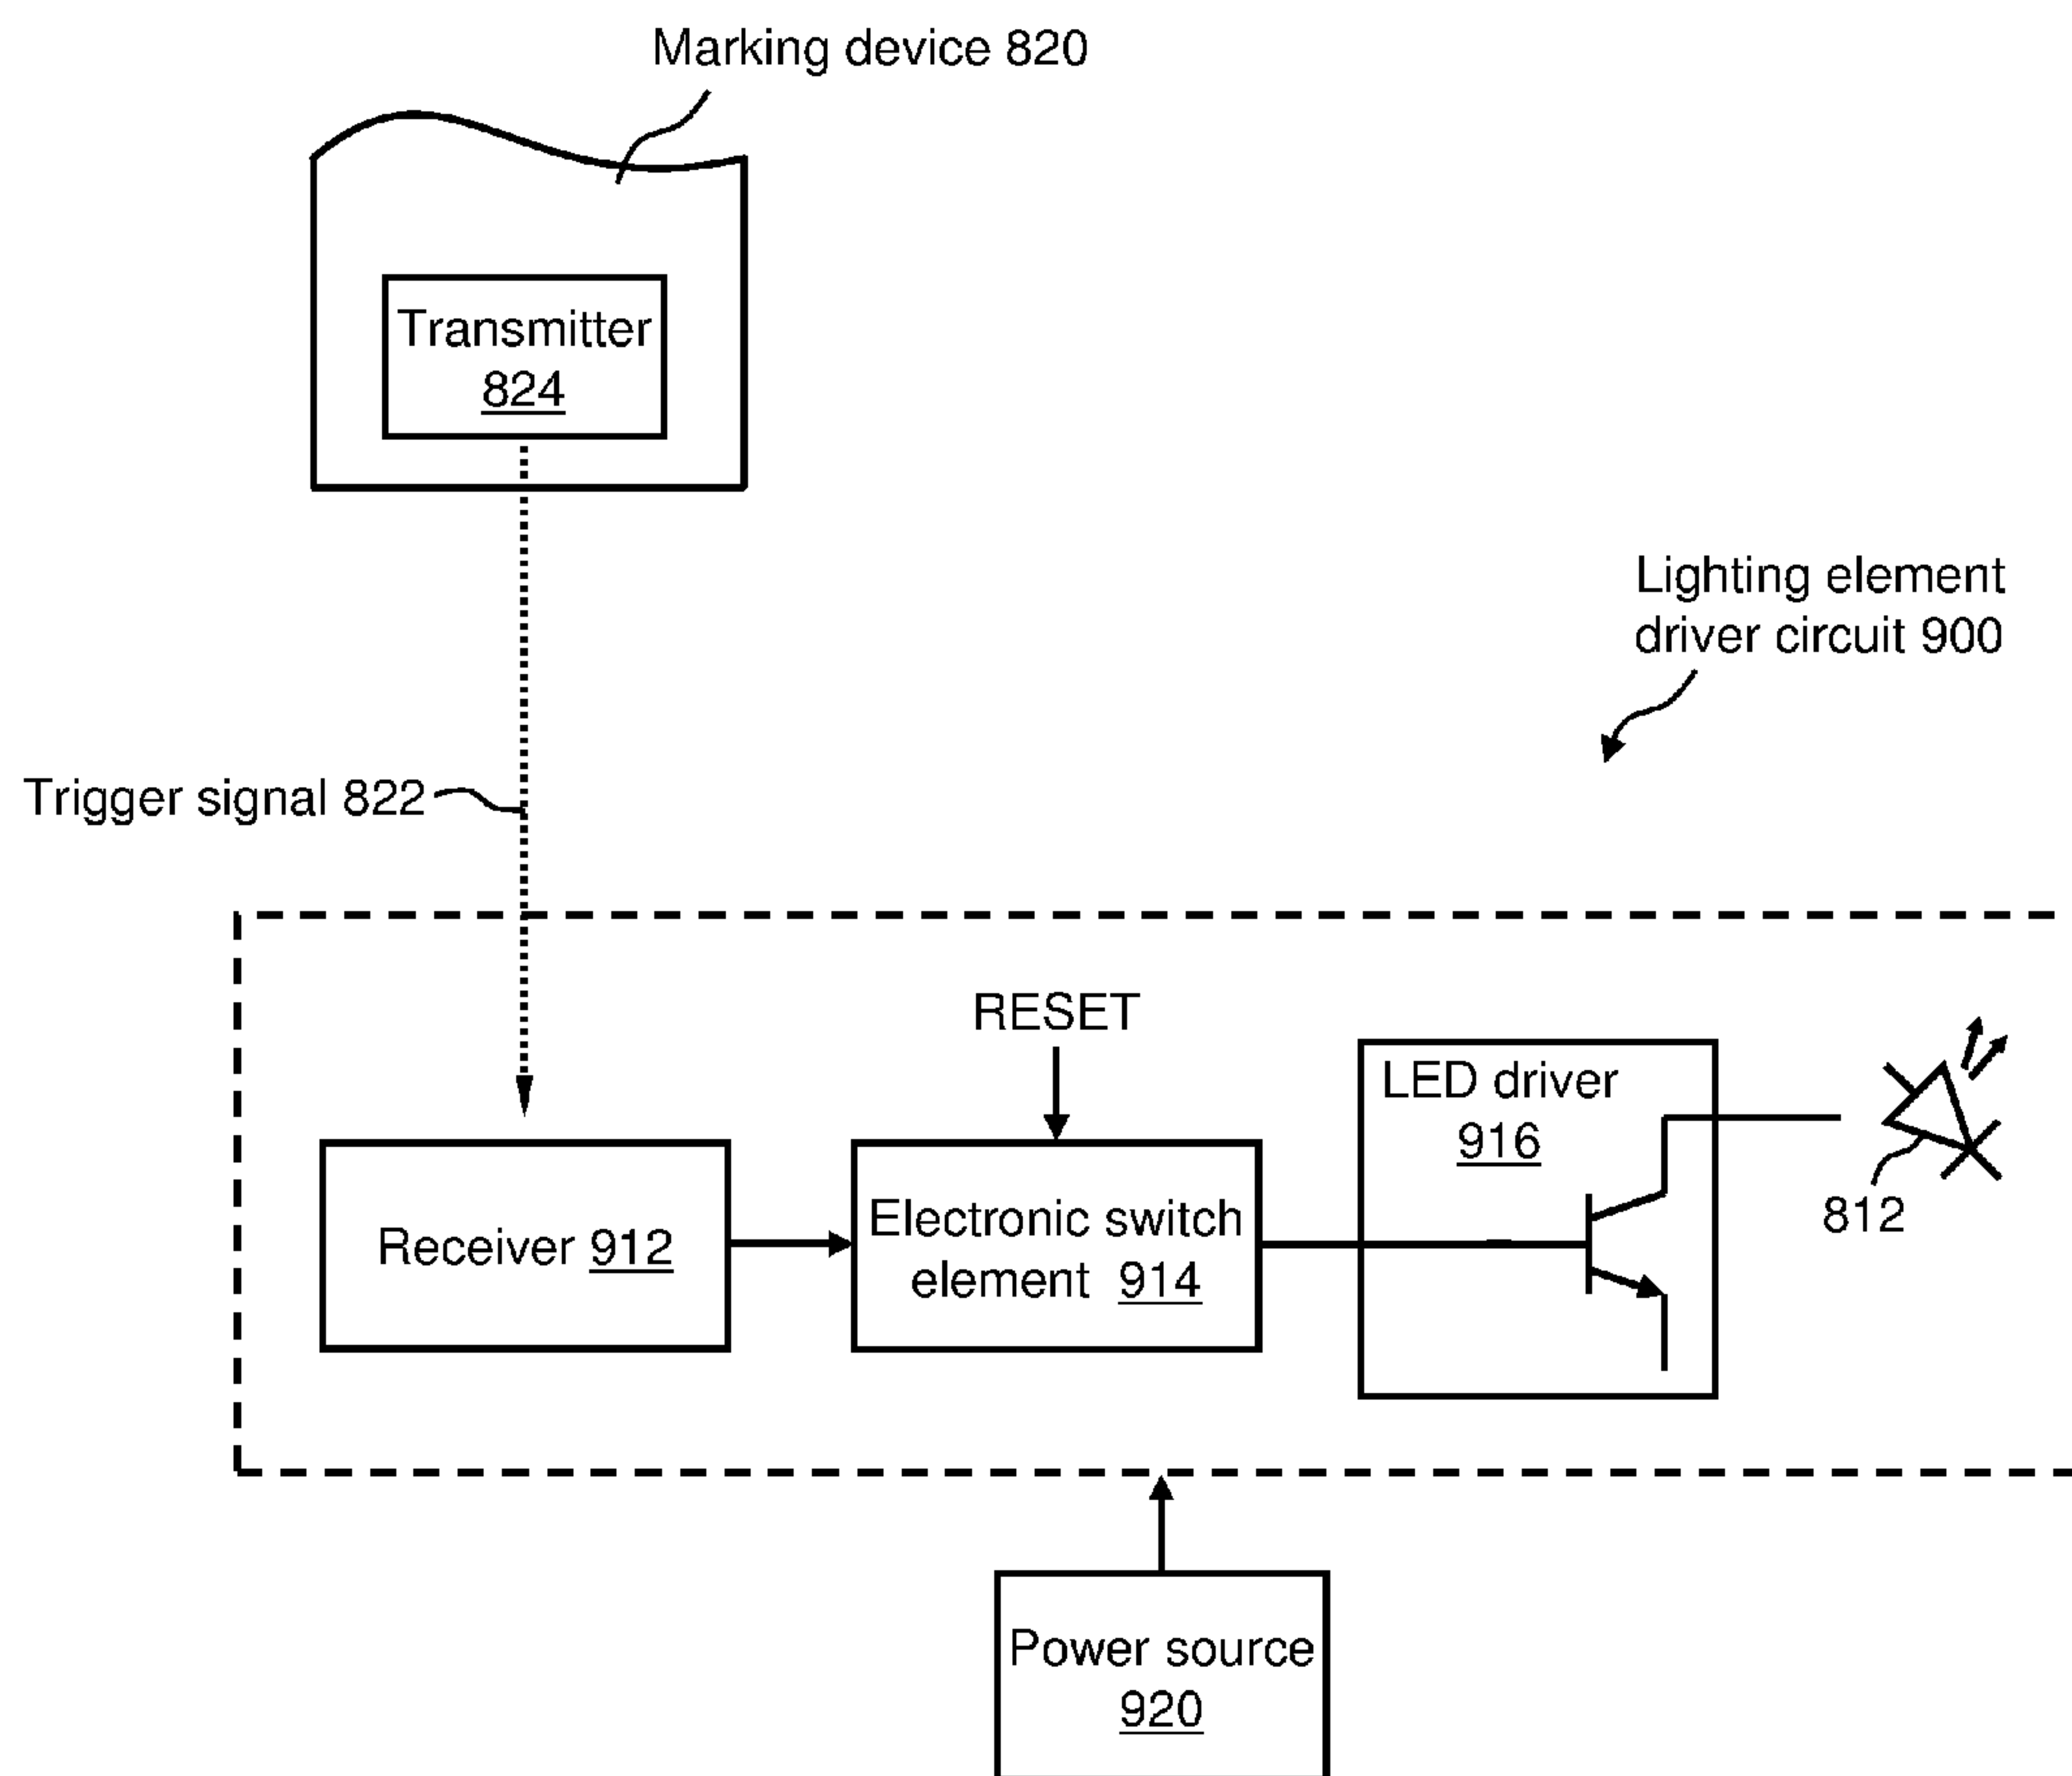 Marking device 820
Transmitter
824
Lighting element
driver circuit 900
Trigger signal 822
RESET
LED driver
916
812
Receiver 912
Electronic switch
element 914
Power source
920